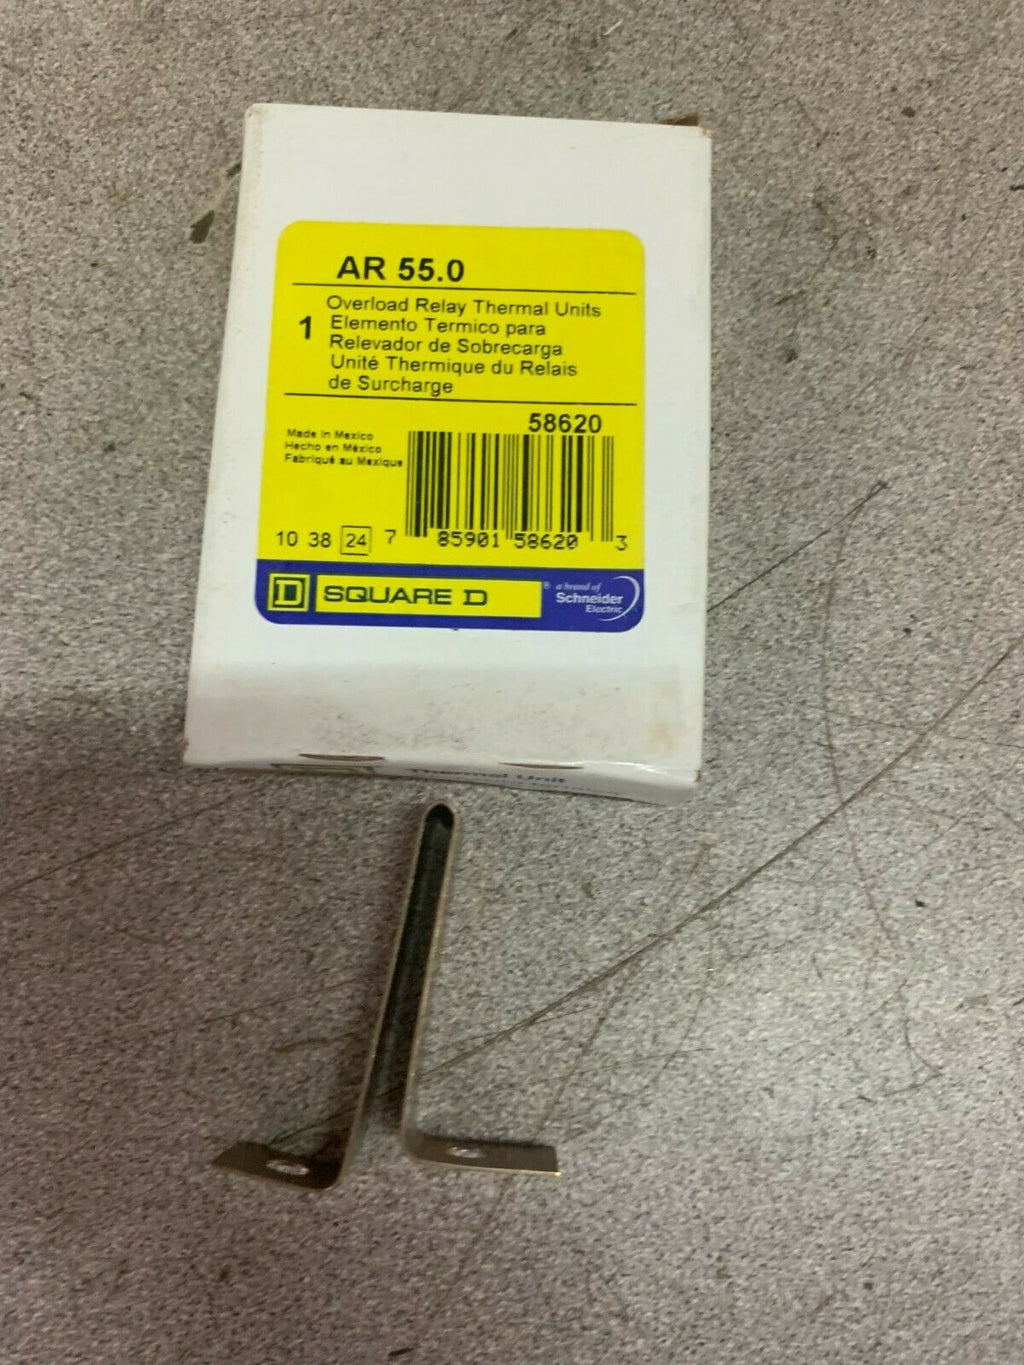 AR 55.0
1
Overload Relay Thermal Units
Elemento Termico para
Relevador de Sobrecarga
Unité Thermique du Relais
de Surcharge
58620
Made in Mexico
Hecho en México
Fabriqué au Mexique
10 38 24 7 85901 58620 3
D SQUARE D ® a brand of
Schneider
Electric
Thermal Unit